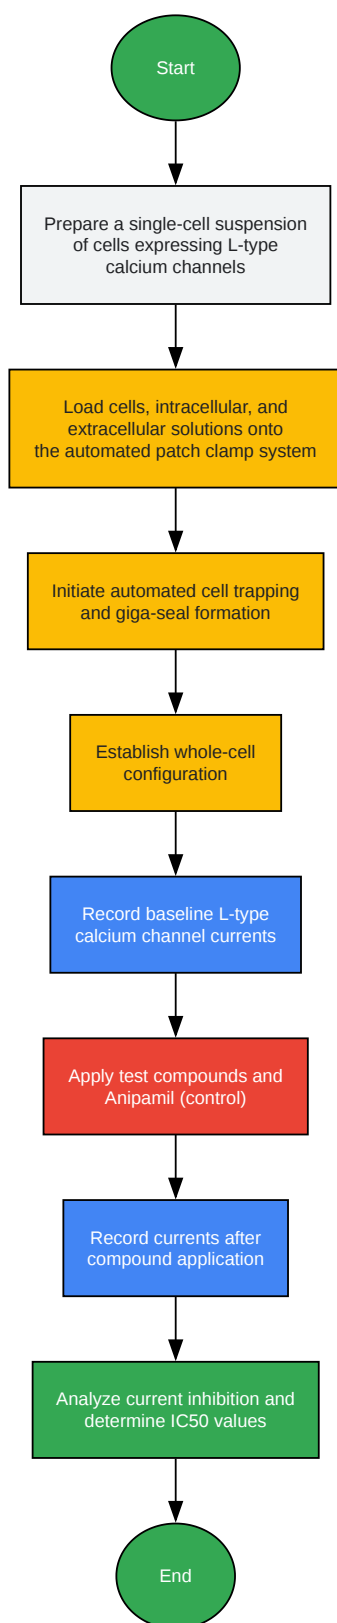 Start
Prepare a single-cell suspension
of cells expressing L-type
calcium channels
Load cells, intracellular, and
extracellular solutions onto
the automated patch clamp system
Initiate automated cell trapping
and giga-seal formation
Establish whole-cell
configuration
Record baseline L-type
calcium channel currents
Apply test compounds and
Anipamil (control)
Record currents after
compound application
Analyze current inhibition and
determine IC50 values
End